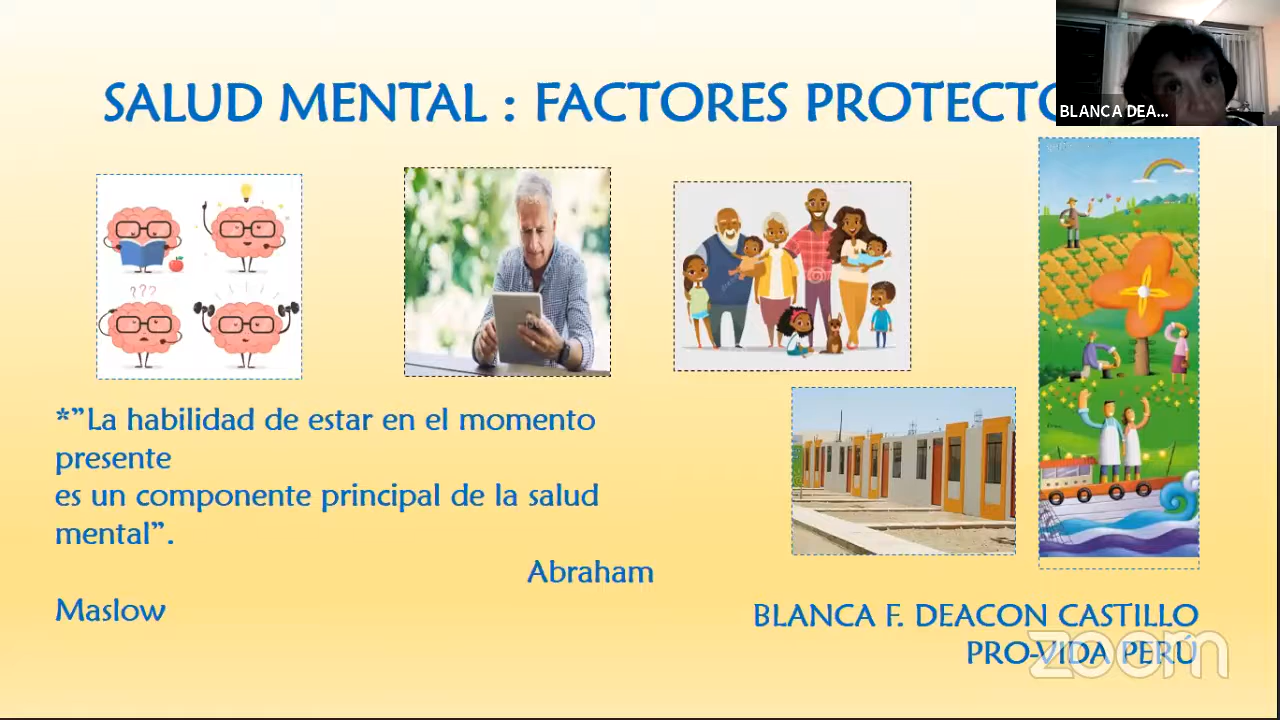 SALUD MENTAL : FACTORES PROTECTO
BLANCA DEA...
*”La habilidad de estar en el momento
presente
es un componente principal de la salud
mental”.
Abraham
Maslow
BLANCA F. DEACON CASTILLO
PRO-VIDA PERÚ
zoom
???